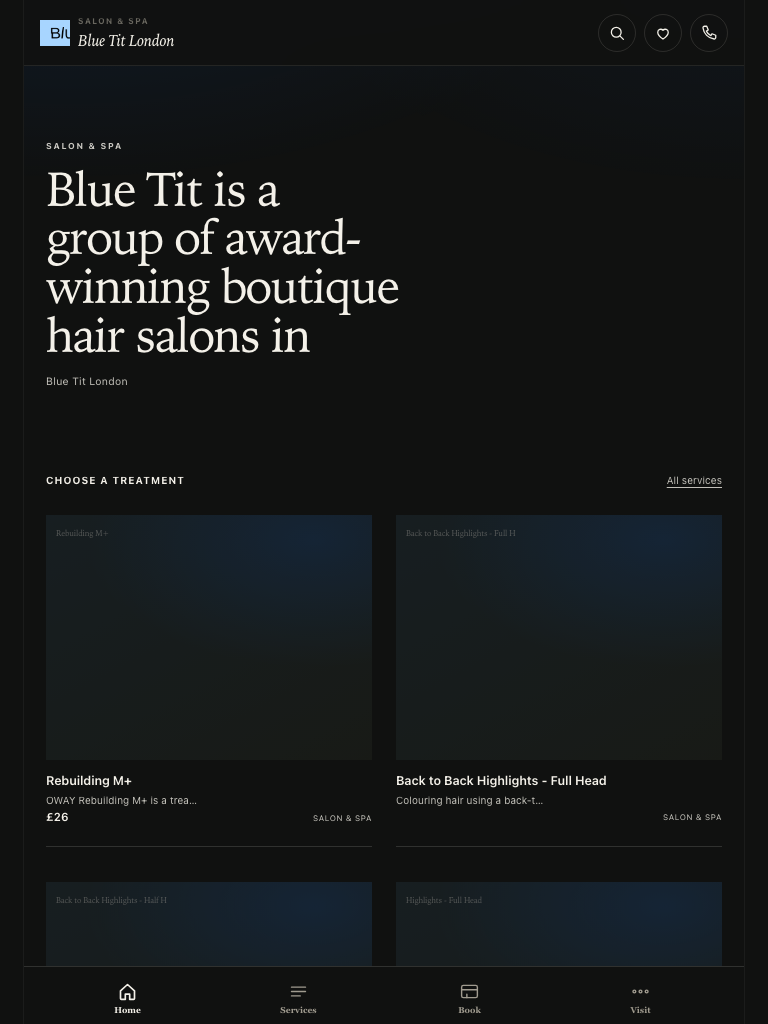 Blu
SALON & SPA
Blue Tit London
SALON & SPA
Blue Tit is a
group of award-
winning boutique
hair salons in
Blue Tit London
CHOOSE A TREATMENT
All services
Rebuilding M+
Back to Back Highlights - Full H
Rebuilding M+
OWAY Rebuilding M+ is a trea...
£26
SALON & SPA
Back to Back Highlights - Full Head
Colouring hair using a back-t...
SALON & SPA
Back to Back Highlights - Half H
Highlights - Full Head
Home
Services
Book
Visit